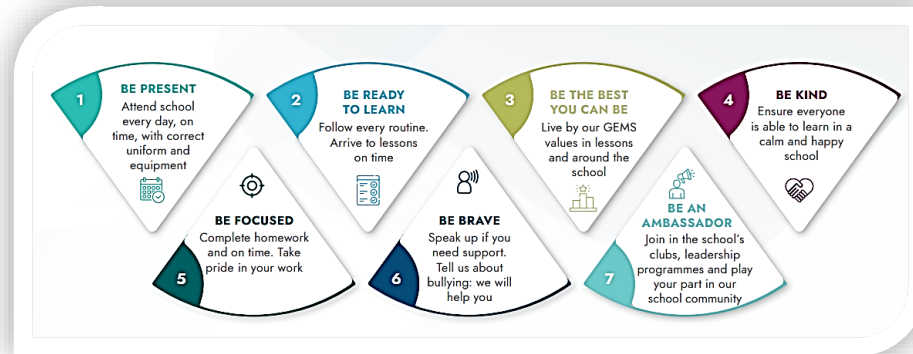 1
BE PRESENT
Attend school
every day, on
time, with correct
uniform and
equipment
2
BE READY
TO LEARN
Follow every routine.
Arrive to lessons
on time
3
BE THE BEST
YOU CAN BE
Live by our GEMS
values in lessons
and around the
school
4
BE KIND
Ensure everyone
is able to learn in a
calm and happy
school
5
BE FOCUSED
Complete homework
and on time. Take
pride in your work
6
BE BRAVE
Speak up if you
need support.
Tell us about
bullying: we will
help you
7
BE AN
AMBASSADOR
Join in the school's
clubs, leadership
programmes and play
your part in our
school community